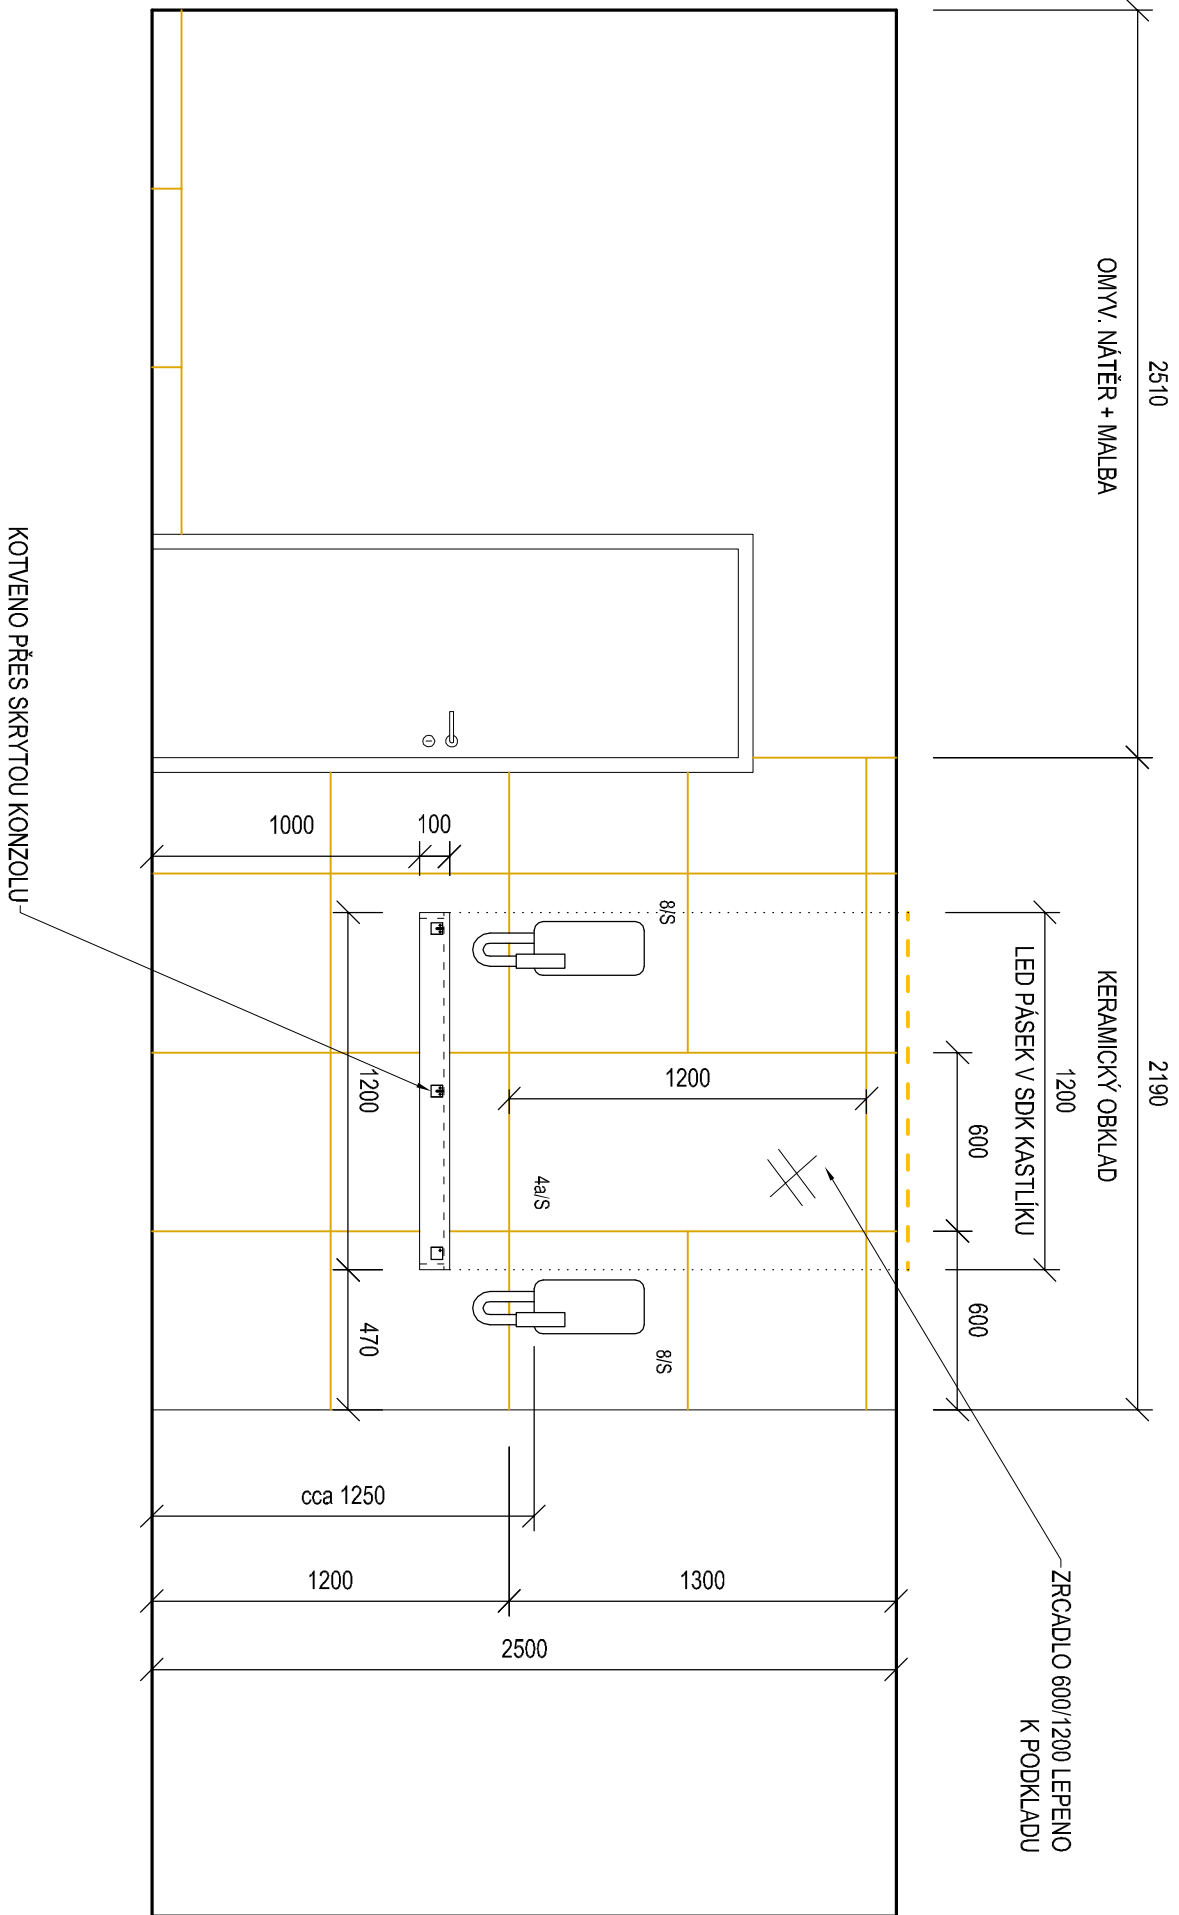 2510
OMYV. NÁTĚR + MALBA
2190
KERAMICKÝ OBKLAD
1200
LED PÁSEK V SDK KASTLÍKU
600
600
ZRCADLO 600/1200 LEPENO
K PODKLADU
8/S
8/S
1200
4a/S
100
1000
1200
470
cca 1250
1200
1300
2500
KOTVENO PŘES SKRYTOU KONZOLU